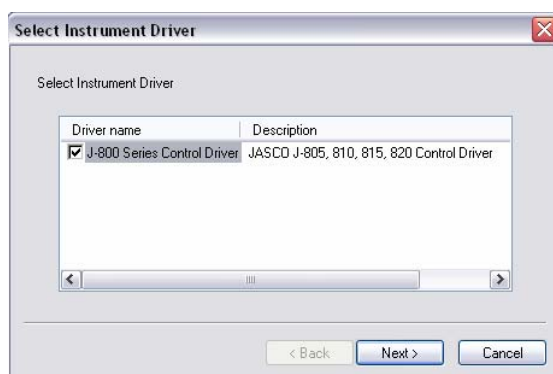 Select Instrument Driver
Select Instrument Driver
Driver name Description
J-800 Series Control Driver JASCO J-805, 810, 815, 820 Control Driver
< Back Next > Cancel